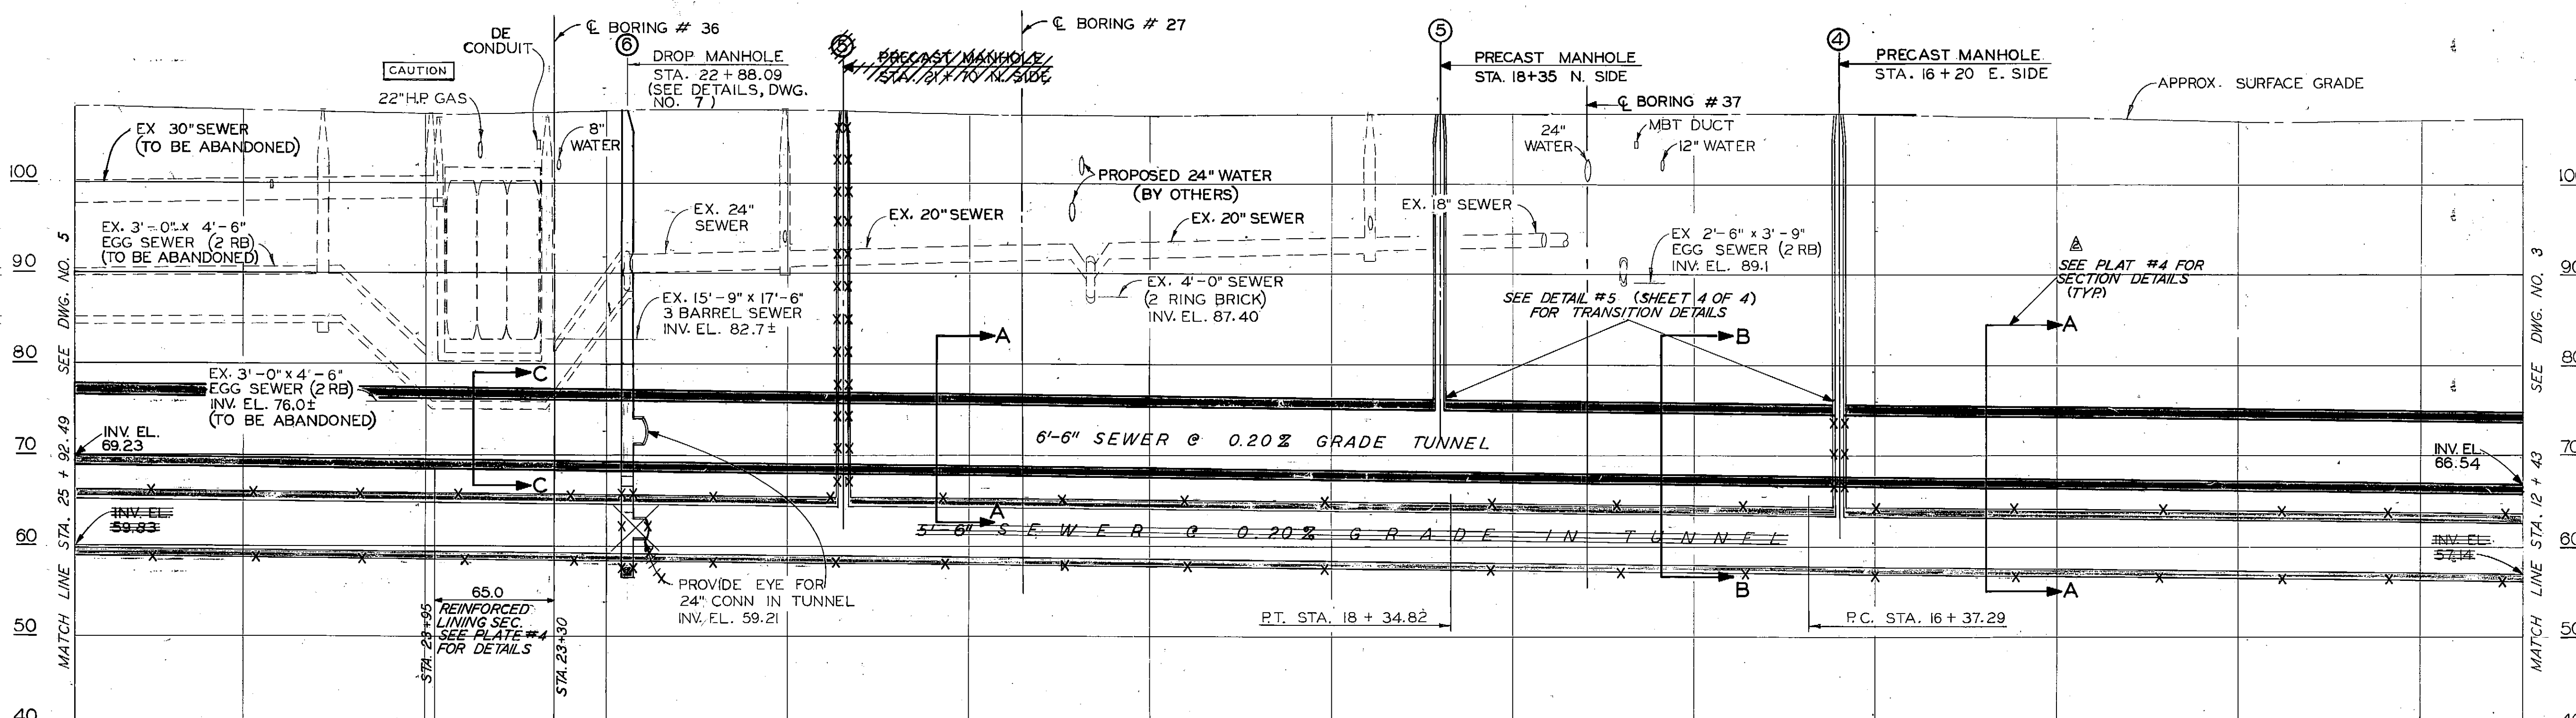 ℄ BORING # 36
DE
CONDUIT
CAUTION
22" H.P. GAS
6
DROP MANHOLE
STA. 22 + 88.09
(SEE DETAILS, DWG.
NO. 7)
PRECAST MANHOLE
STA. 21+70 N. SIDE
℄ BORING # 27
5
PRECAST MANHOLE
STA. 18+35 N. SIDE
℄ BORING # 37
4
PRECAST MANHOLE
STA. 16 + 20 E. SIDE
APPROX. SURFACE GRADE
EX 30" SEWER
(TO BE ABANDONED)
8"
WATER
24"
WATER
MBT DUCT
12" WATER
PROPOSED 24" WATER
(BY OTHERS)
100
90
80
70
60
50
40
EX. 3'-0" x 4'-6"
EGG SEWER (2 RB)
(TO BE ABANDONED)
EX. 24"
SEWER
EX. 20" SEWER
EX. 20" SEWER
EX. 18" SEWER
EX 2'-6" x 3'-9"
EGG SEWER (2 RB)
INV. EL. 89.1
EX. 15'-9" x 17'-6"
3 BARREL SEWER
INV. EL. 82.7±
EX. 4'-0" SEWER
(2 RING BRICK)
INV. EL. 87.40
SEE DETAIL #5 (SHEET 4 OF 4)
FOR TRANSITION DETAILS
2
SEE PLAT #4 FOR
SECTION DETAILS
(TYP.)
A
B
A
C
EX. 3'-0" x 4'-6"
EGG SEWER (2 RB)
INV. EL. 76.0±
(TO BE ABANDONED)
INV. EL.
69.23
6'-6" SEWER @ 0.20% GRADE TUNNEL
INV. EL.
66.54
C
INV. EL.
59.83
A
5'-6" SEWER @ 0.20% GRADE IN TUNNEL
INV. EL.
57.14
B
A
PROVIDE EYE FOR
24" CONN IN TUNNEL
INV. EL. 59.21
65.0
REINFORCED
LINING SEC.
SEE PLATE #4
FOR DETAILS
STA. 23+95
STA. 23+30
P.T. STA. 18 + 34.82
P.C. STA. 16 + 37.29
MATCH LINE STA. 25 + 92.49 SEE DWG. NO. 5
MATCH LINE STA. 12 + 43 SEE DWG. NO. 3
100
90
80
70
60
50